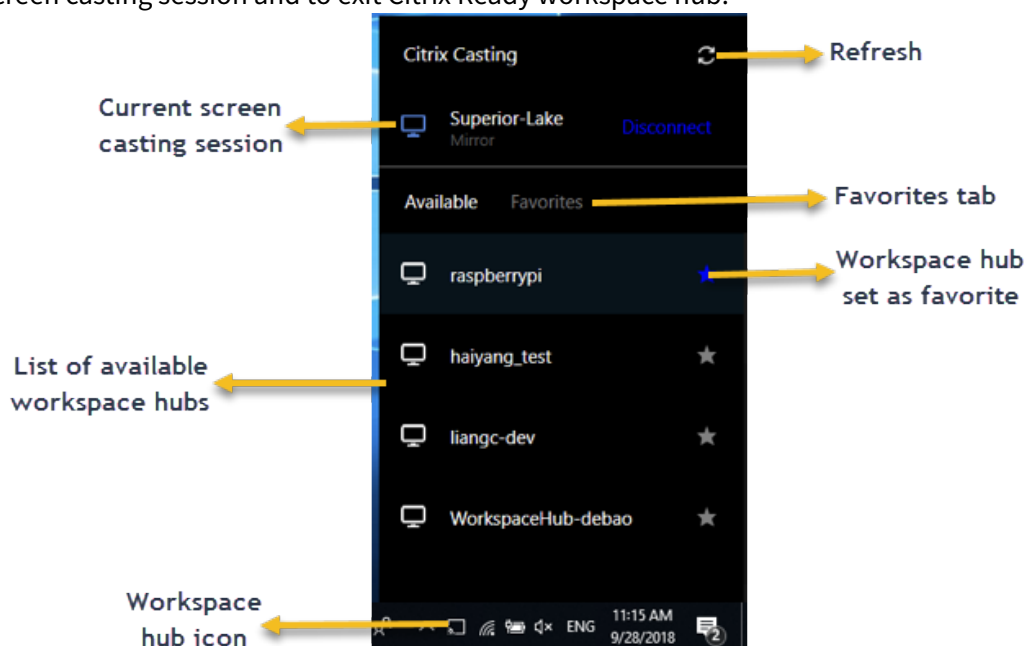 creen casting session and to exit Citrix Ready workspace hub.
Citrix Casting
Refresh
Current screen
casting session
Superior-Lake
Mirror
Disconnect
Available
Favorites
Favorites tab
raspberrypi
Workspace hub
set as favorite
haiyang_test
List of available
workspace hubs
liangc-dev
WorkspaceHub-debao
Workspace
hub icon
ENG
11:15 AM
9/28/2018
2